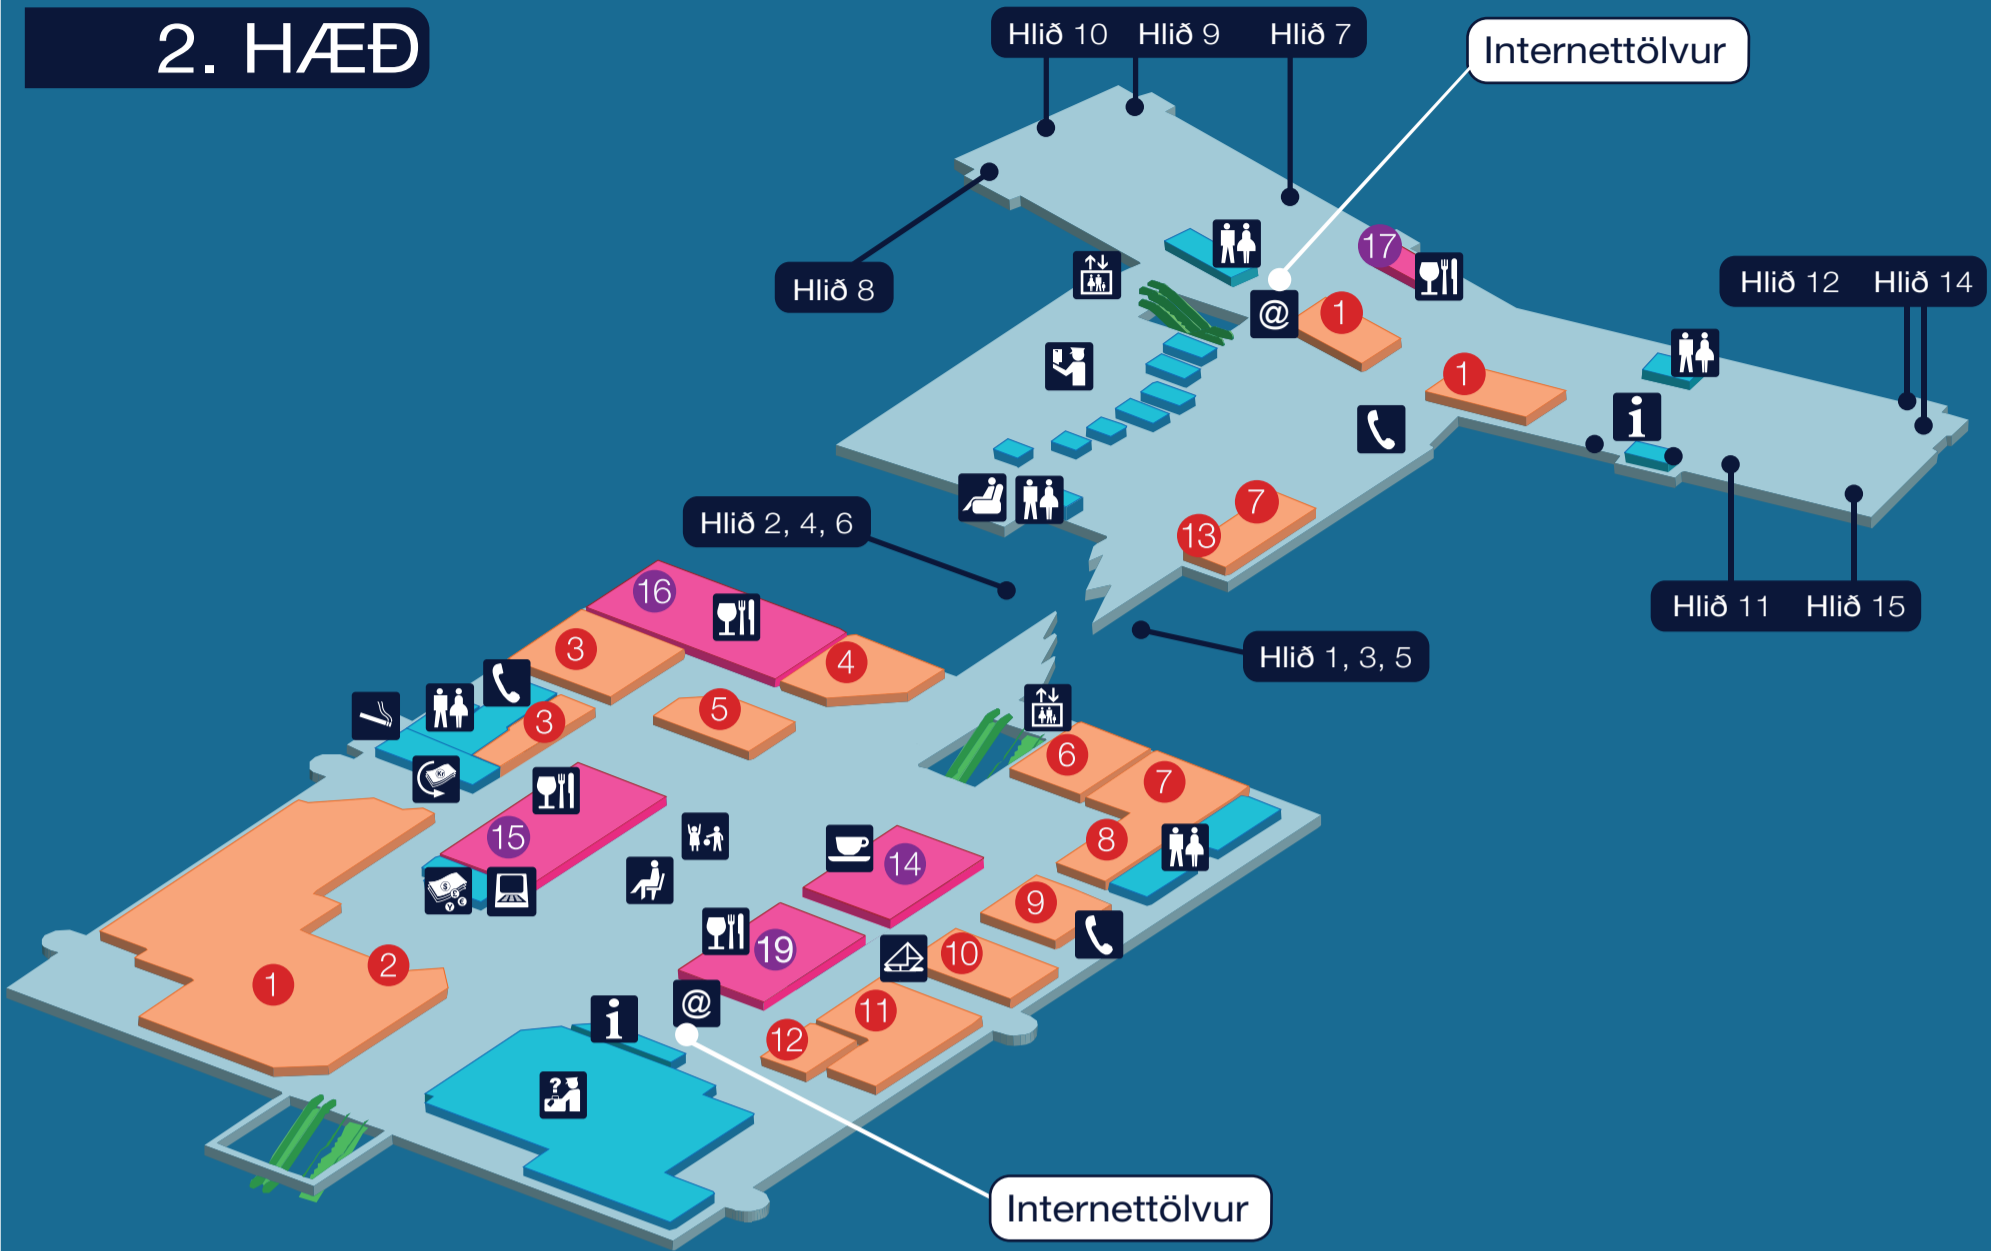 2. HÆÐ
Hlið 10 Hlið 9 Hlið 7
Internettölvur
Hlið 8
17
Hlið 12 Hlið 14
@
1
1
i
Hlið 2, 4, 6
7
13
Hlið 11 Hlið 15
Hlið 1, 3, 5
16
3
4
3
5
6
7
Kr
15
8
14
$ £ ¥ €
9
2
19
10
1
@
i
11
12
?
Internettölvur